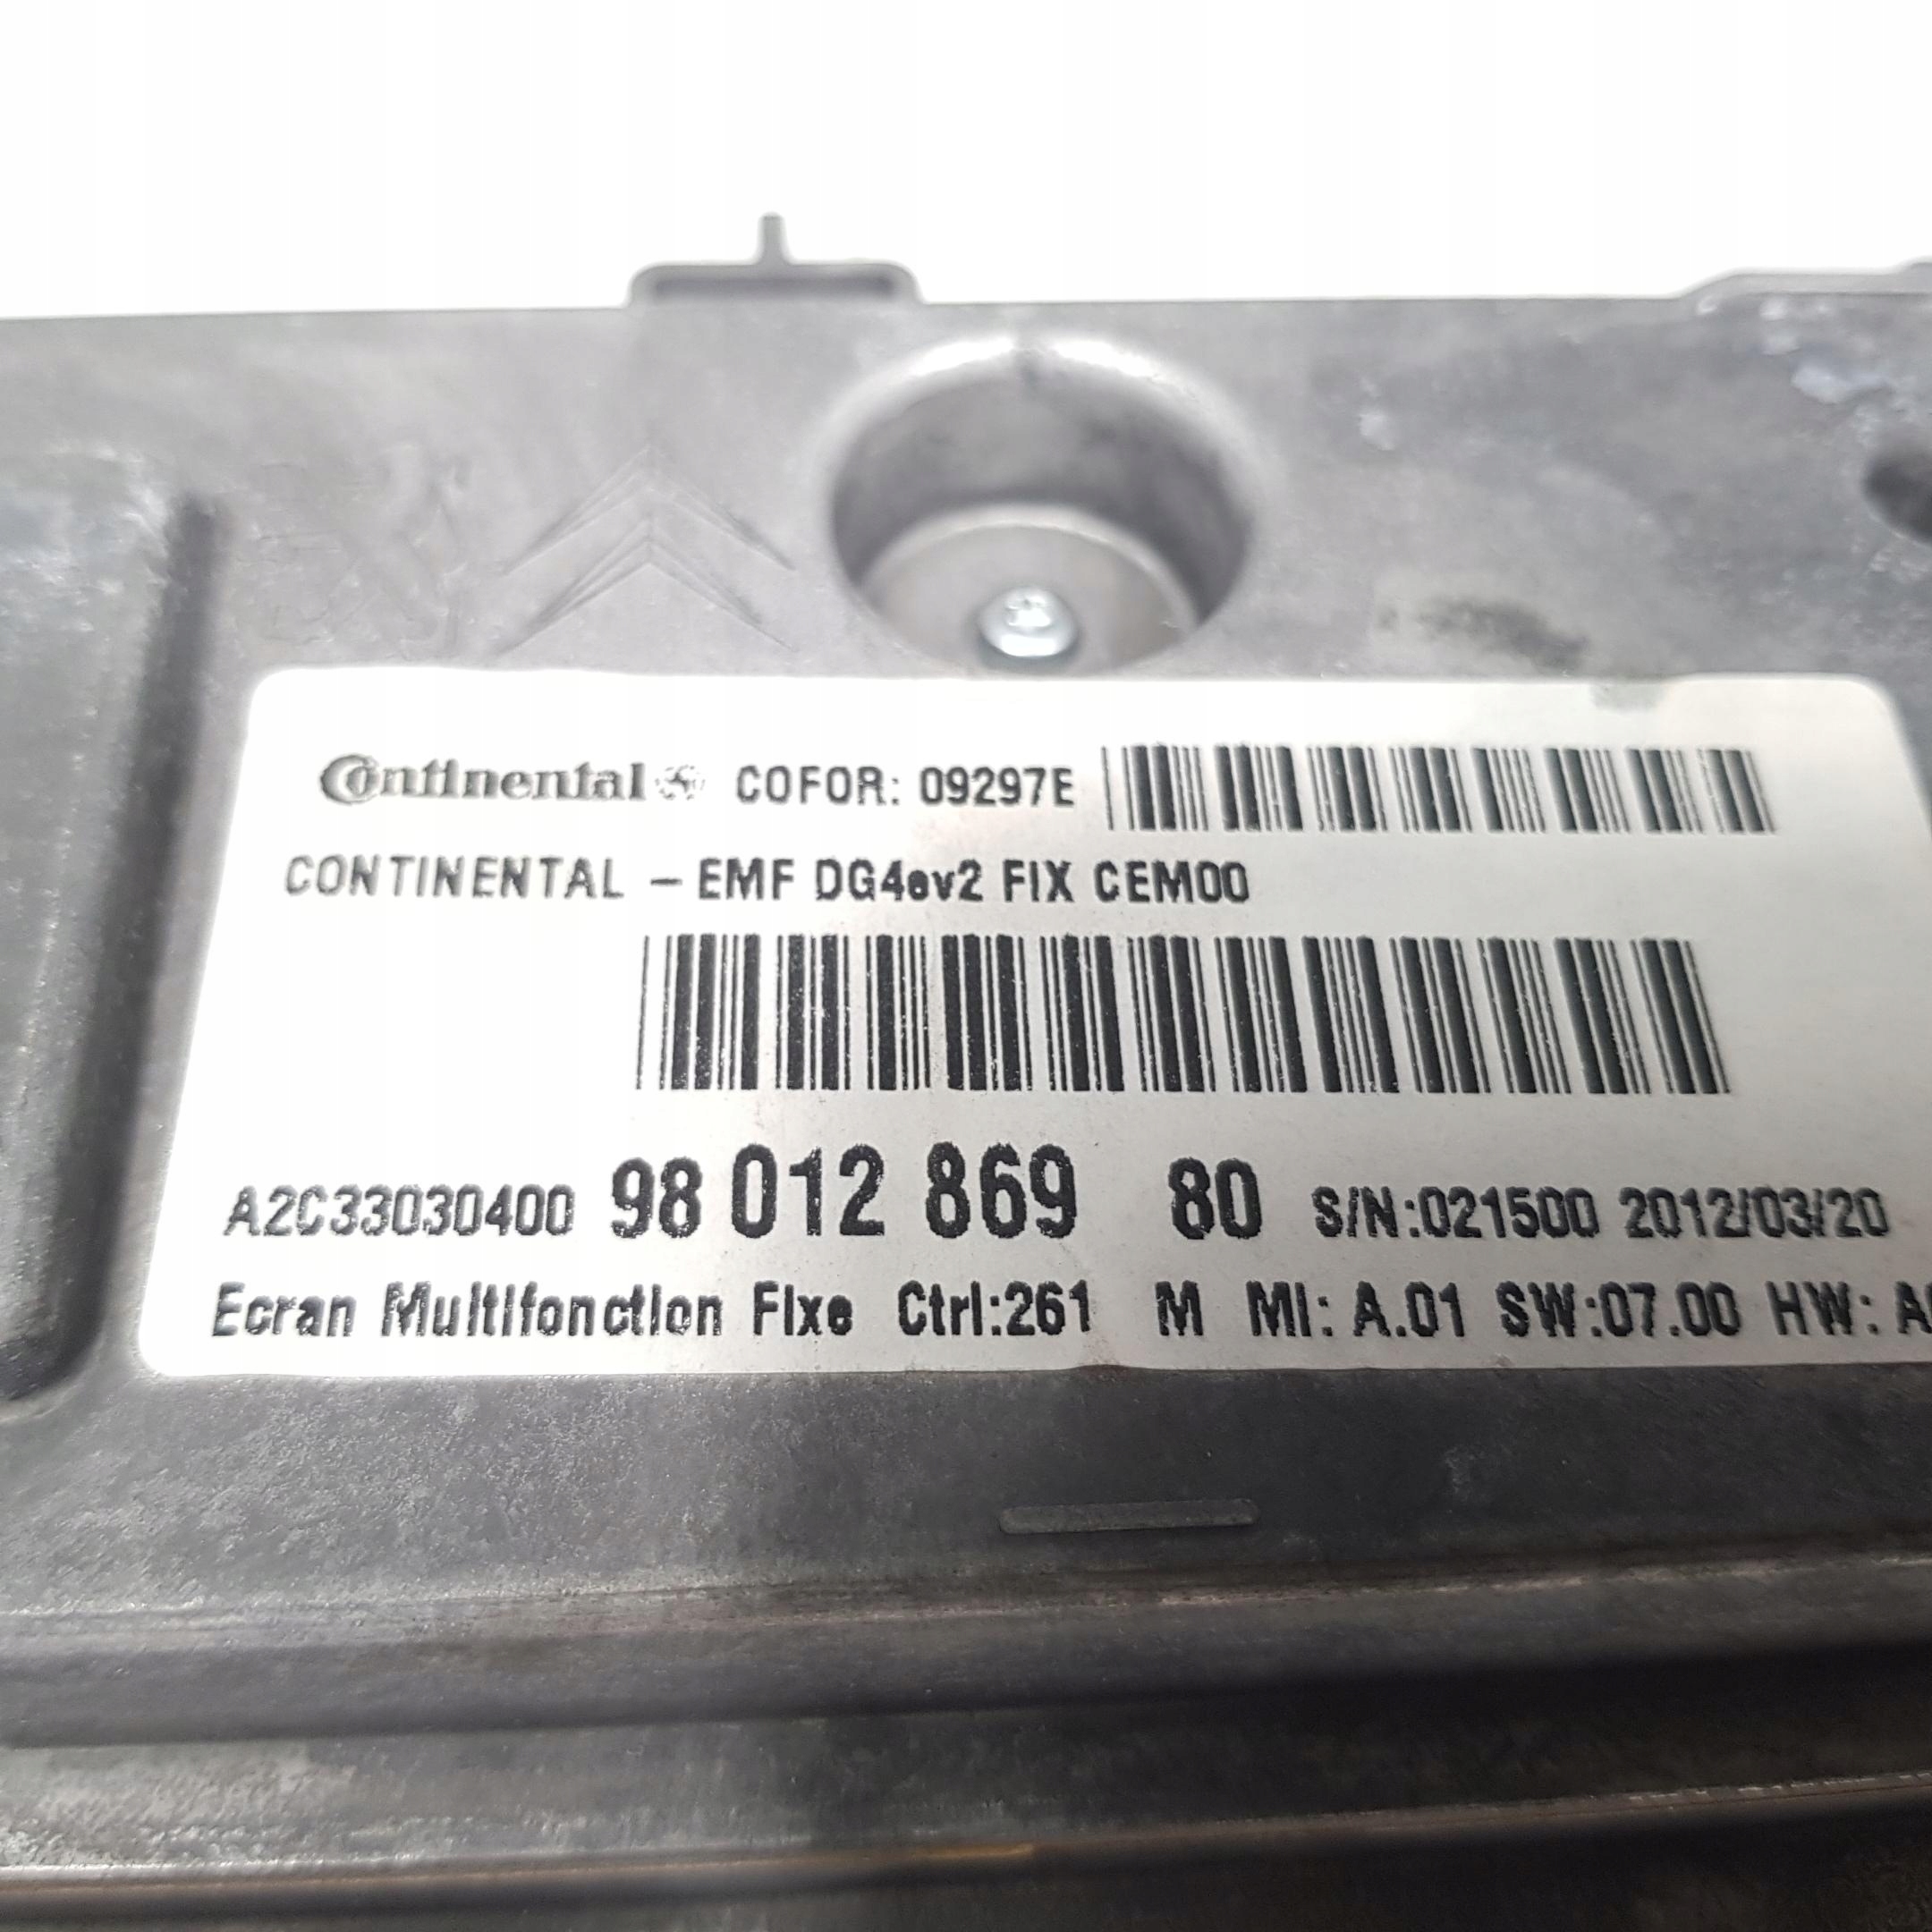 Continental COFOR: 09297E
CONTINENTAL - EMF DG4ev2 FIX CEM00
A2C33030400 98 012 869 80 S/N:021500 2012/03/20
Ecran Multifonction Fixe Ctrl:261 M MI: A.01 SW:07.00 HW: A